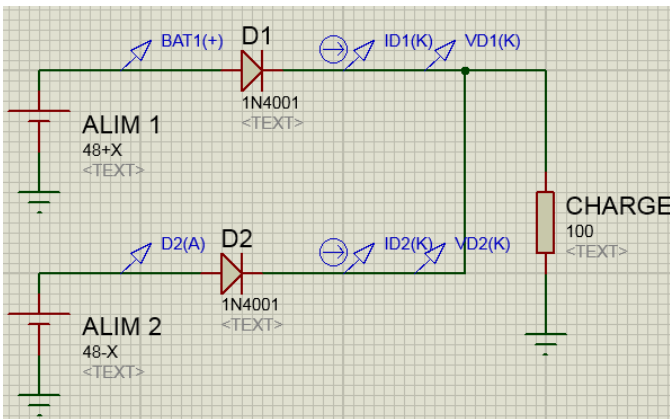 BAT1(+)
D1
ID1(K)
VD1(K)
1N4001
<TEXT>
ALIM 1
48+X
<TEXT>
CHARGE
100
<TEXT>
D2(A)
D2
ID2(K)
VD2(K)
1N4001
<TEXT>
ALIM 2
48-X
<TEXT>